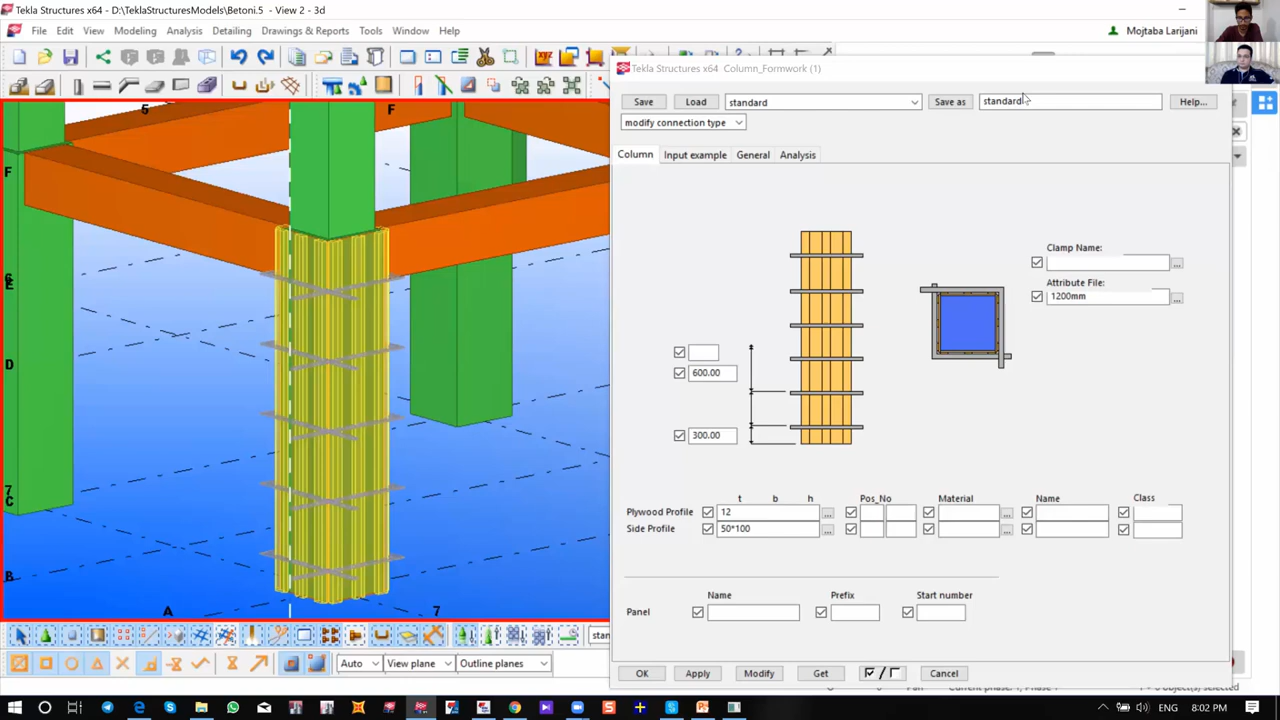 Tekla Structures x64 - D:\TeklaStructuresModels\Betoni.5 - View 2 - 3d
File Edit View Modeling Analysis Detailing Drawings & Reports Tools Window Help
Mojtaba Larijani
Tekla Structures x64 Column_Formwork (1)
Save Load standard Save as standard Help...
modify connection type
Column Input example General Analysis
5 F
F
E
D
7
C
B
A 7
Clamp Name:
Attribute File:
1200mm
600.00
300.00
t b h Pos_No Material Name Class
Plywood Profile 12
Side Profile 50*100
Name Prefix Start number
Panel
Auto View plane Outline planes
OK Apply Modify Get Cancel
8:02 PM